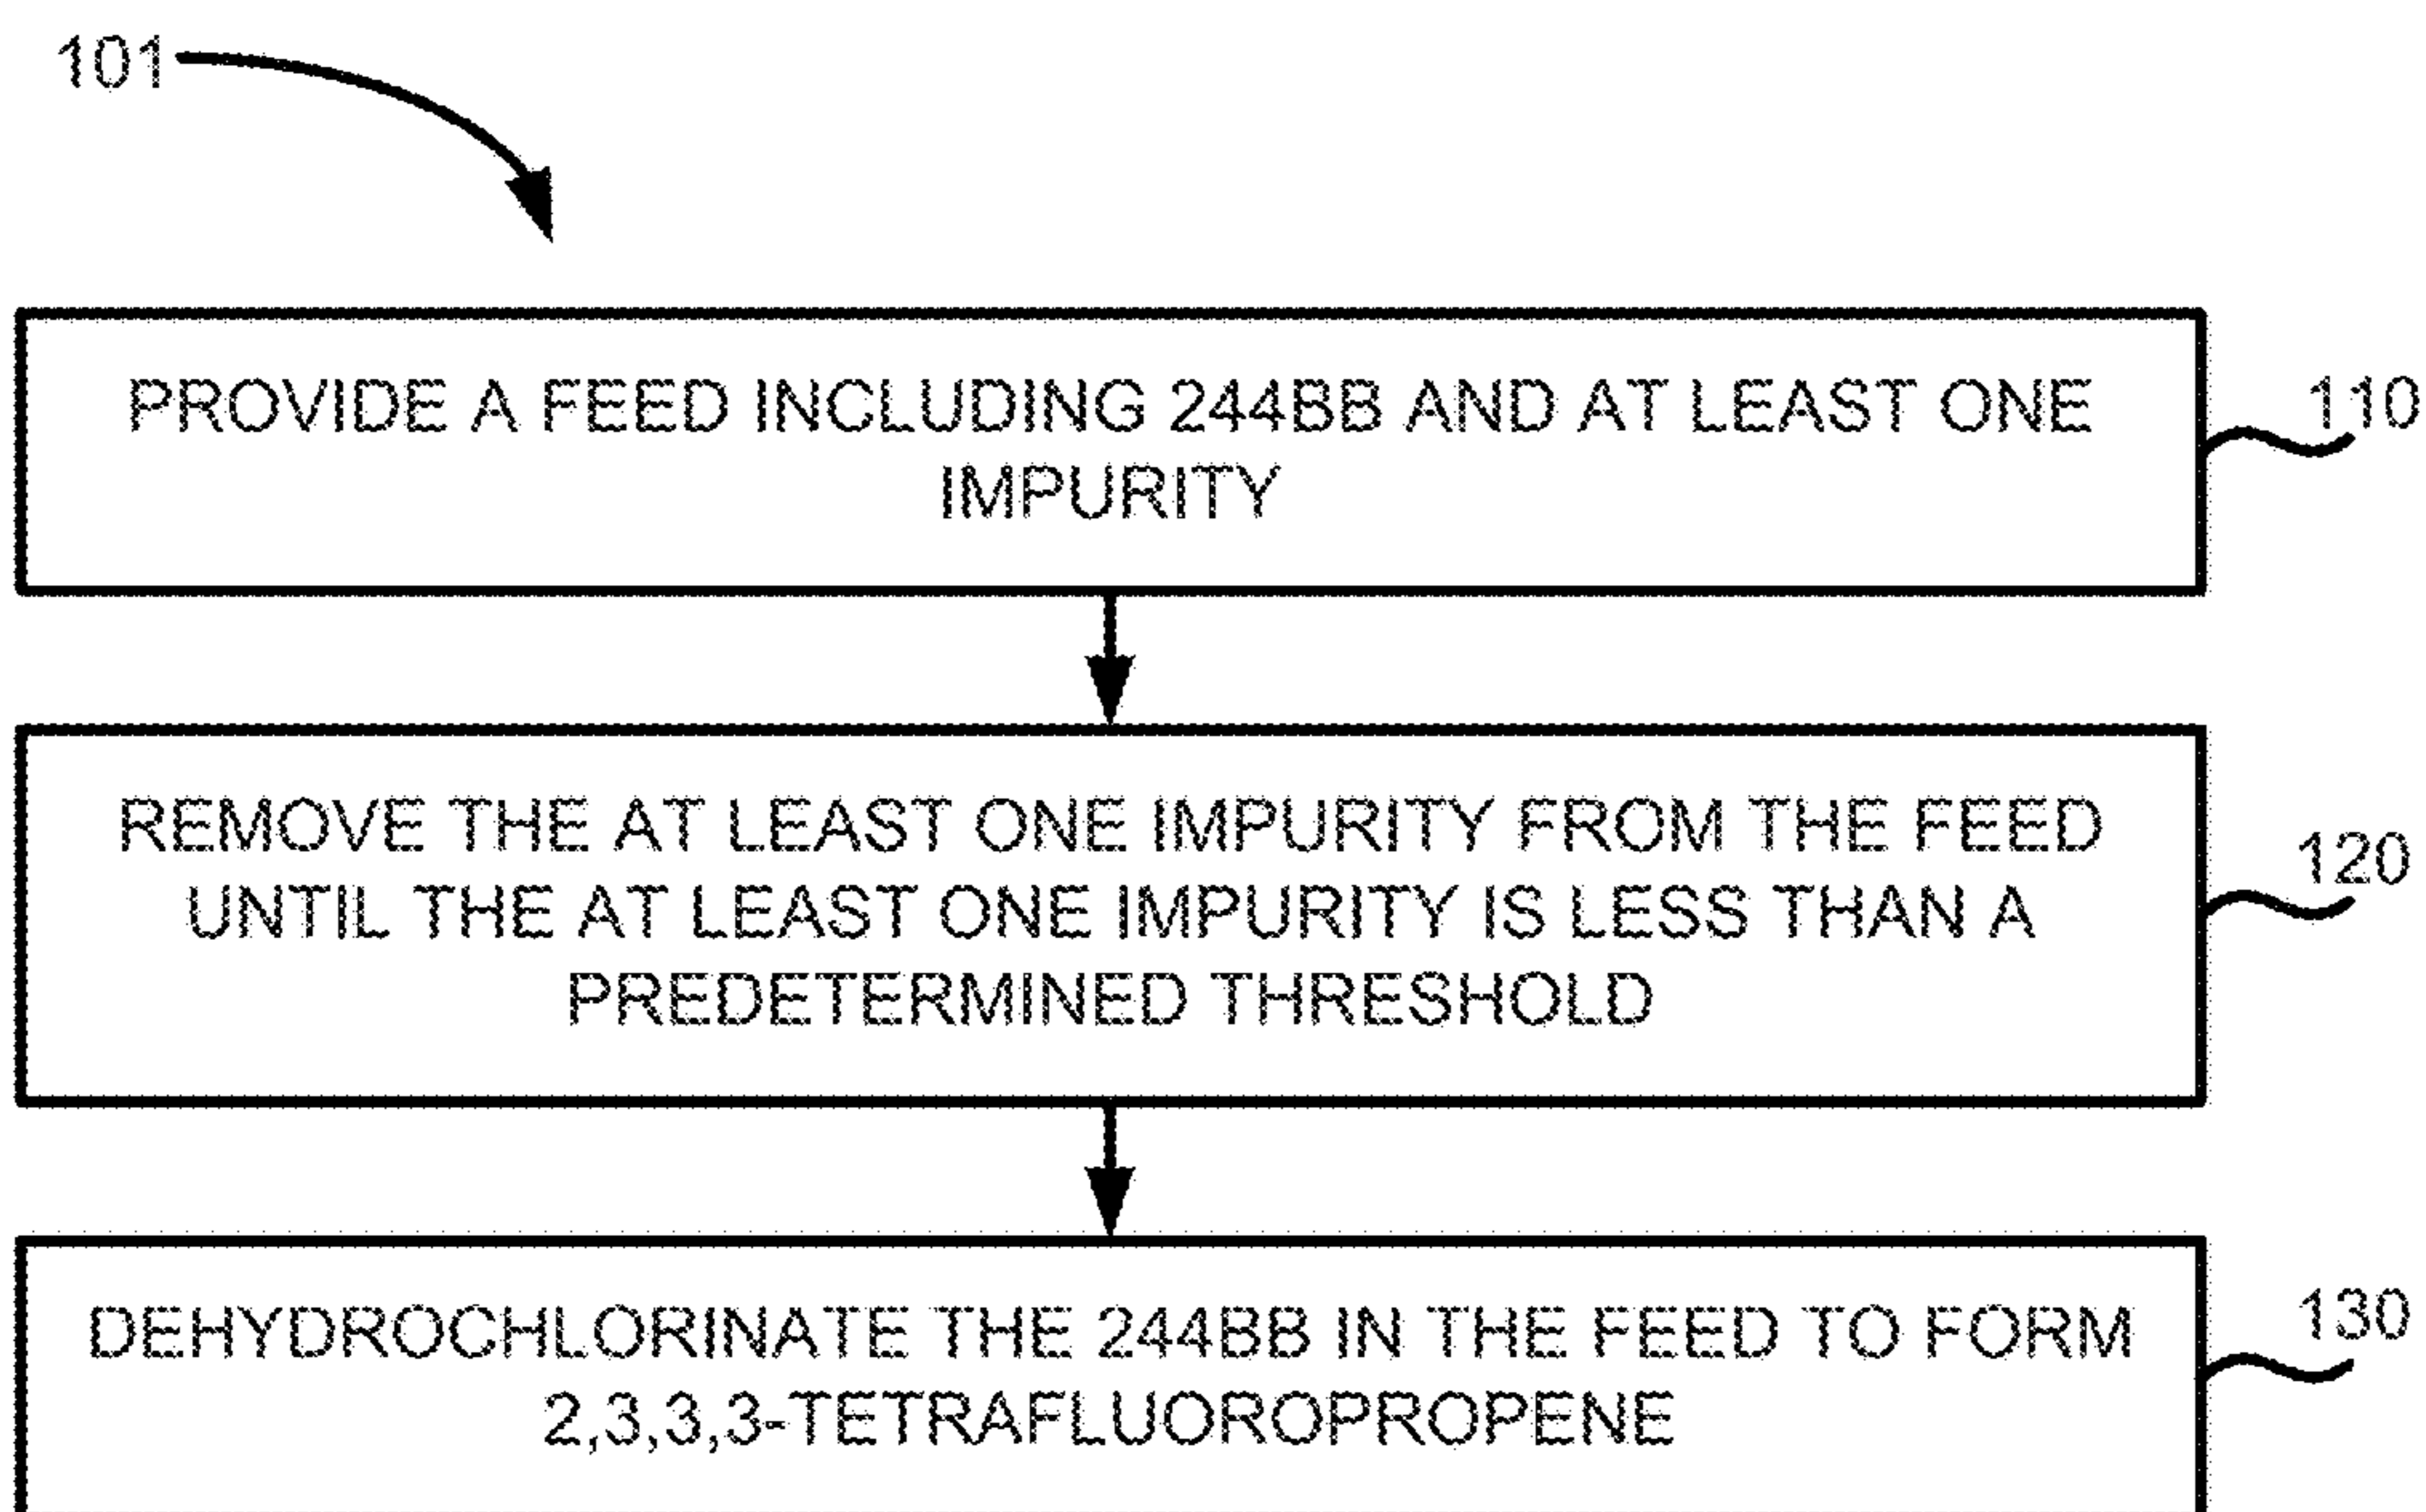 101
PROVIDE A FEED INCLUDING 244BB AND AT LEAST ONE
IMPURITY
110
REMOVE THE AT LEAST ONE IMPURITY FROM THE FEED
UNTIL THE AT LEAST ONE IMPURITY IS LESS THAN A
PREDETERMINED THRESHOLD
120
DEHYDROCHLORINATE THE 244BB IN THE FEED TO FORM
2,3,3,3-TETRAFLUOROPROPENE
130